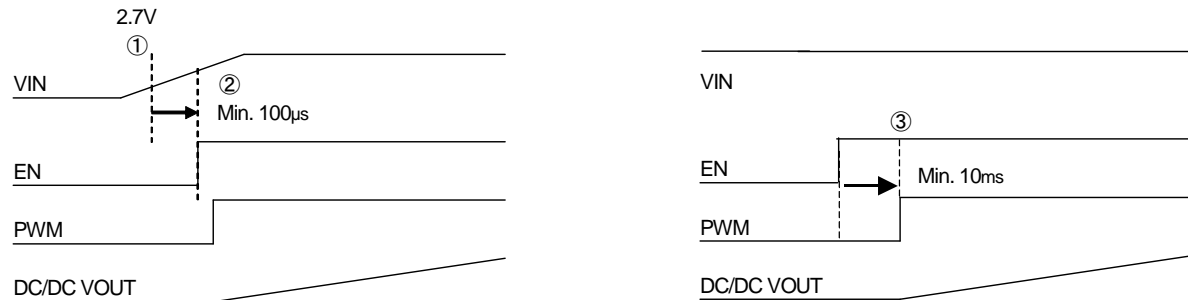 2.7V
①
VIN
②
Min. 100µs
EN
PWM
DC/DC VOUT
VIN
③
EN
Min. 10ms
PWM
DC/DC VOUT